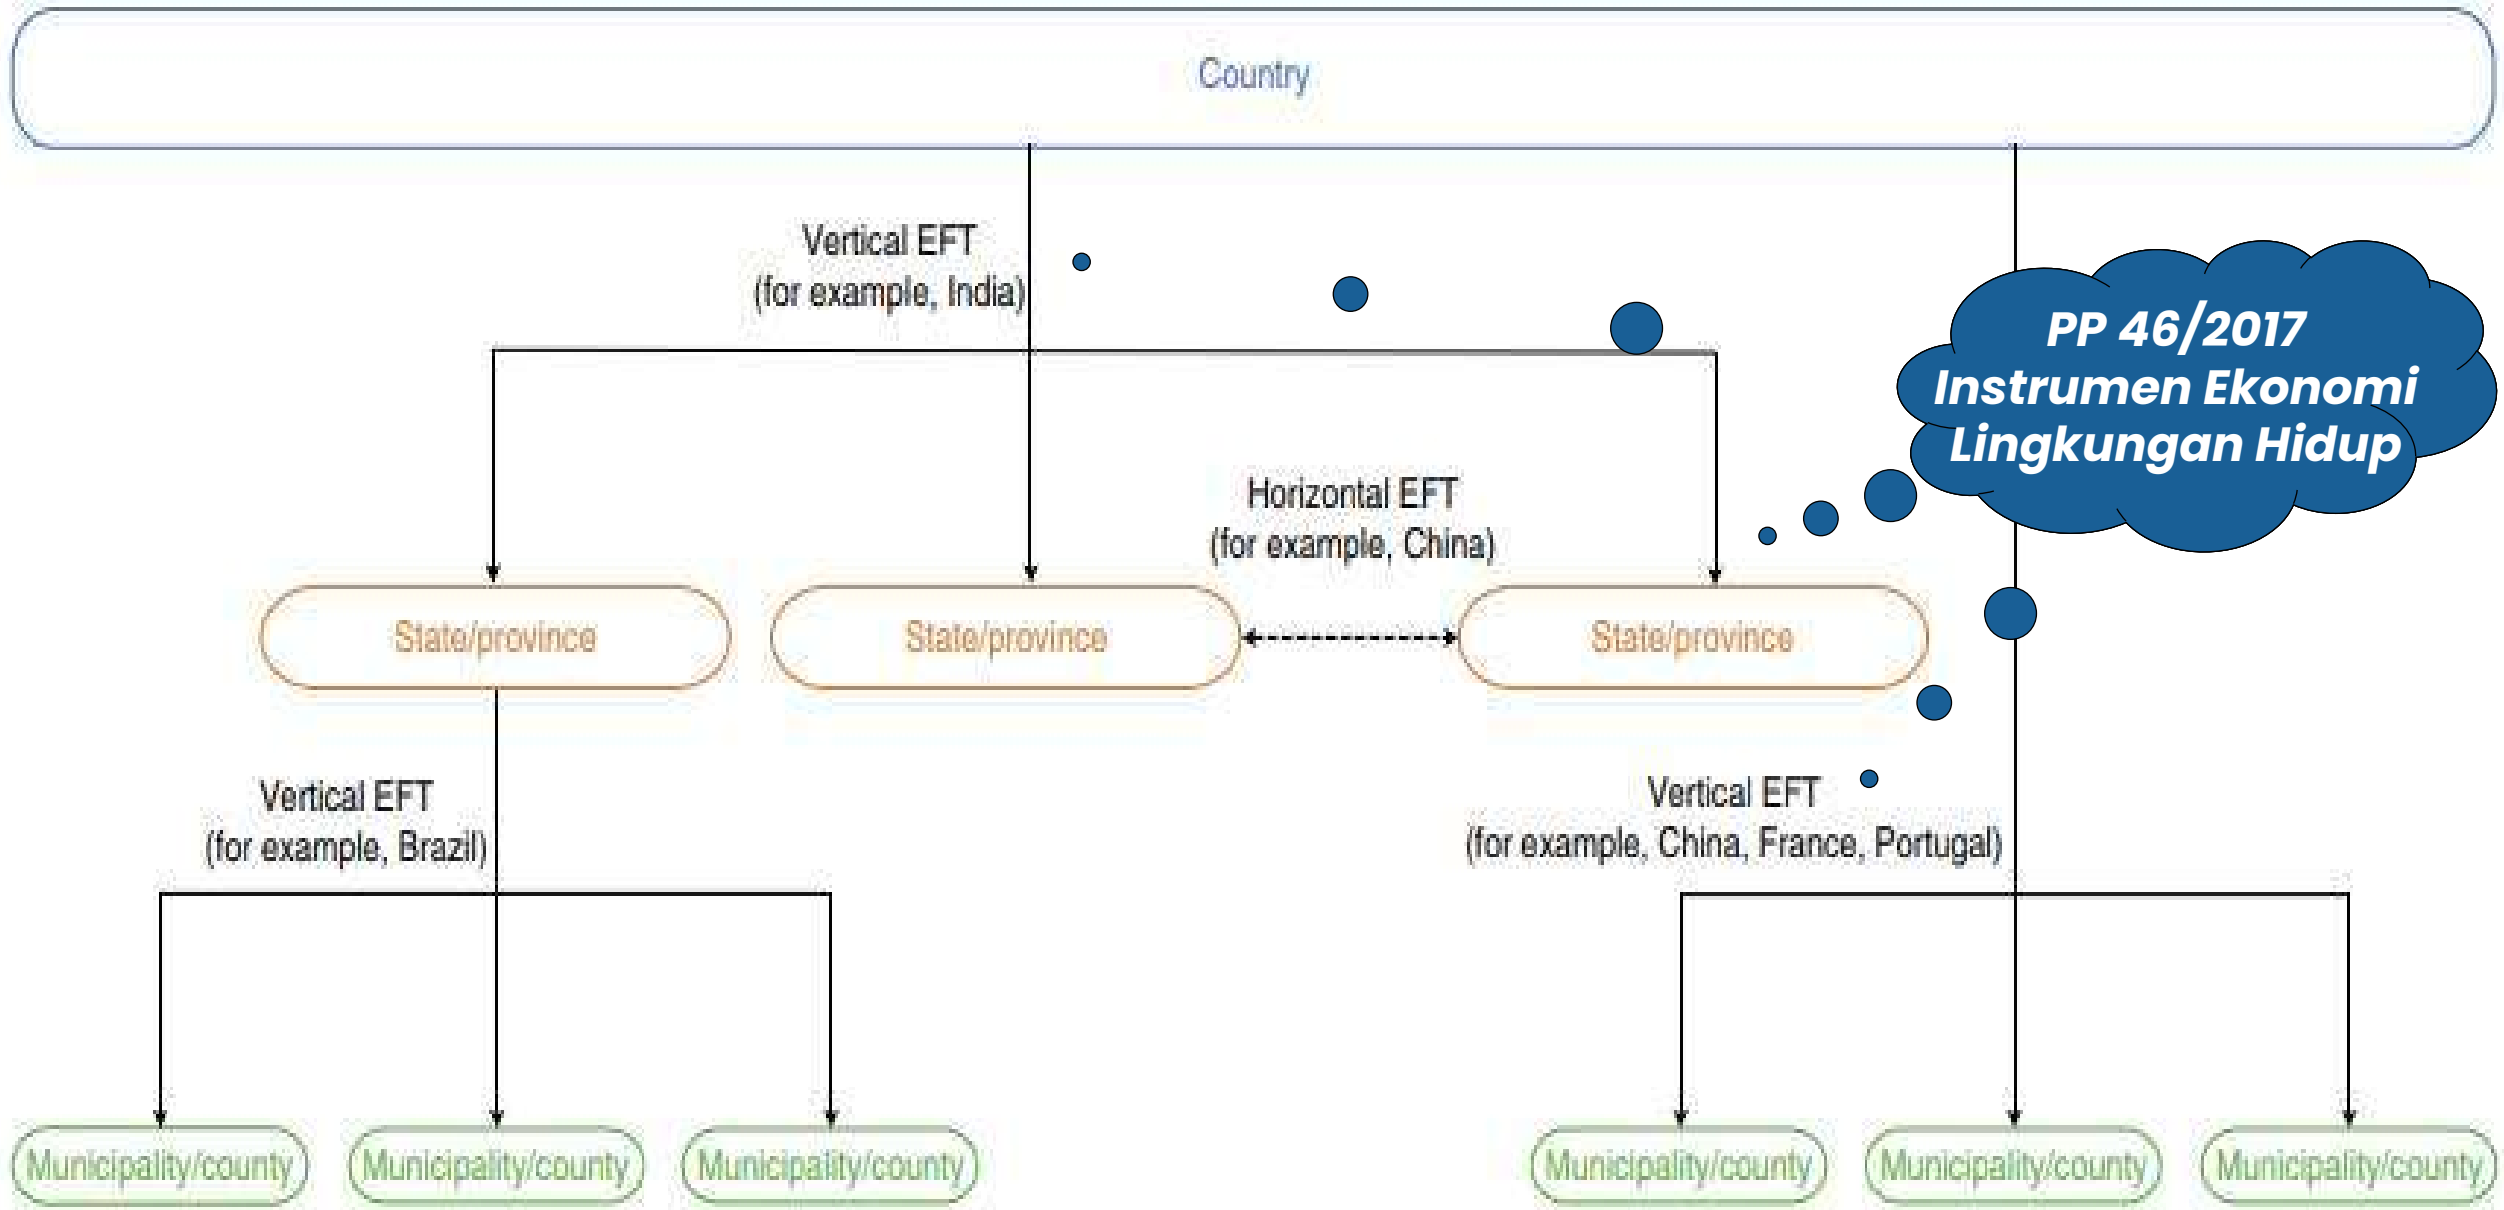 Country
Vertical EFT
(for example, India)
PP 46/2017
Instrumen Ekonomi
Lingkungan Hidup
Horizontal EFT
(for example, China)
State/province
State/province
State/province
Vertical EFT
(for example, Brazil)
Vertical EFT
(for example, China, France, Portugal)
Municipality/county
Municipality/county
Municipality/county
Municipality/county
Municipality/county
Municipality/county